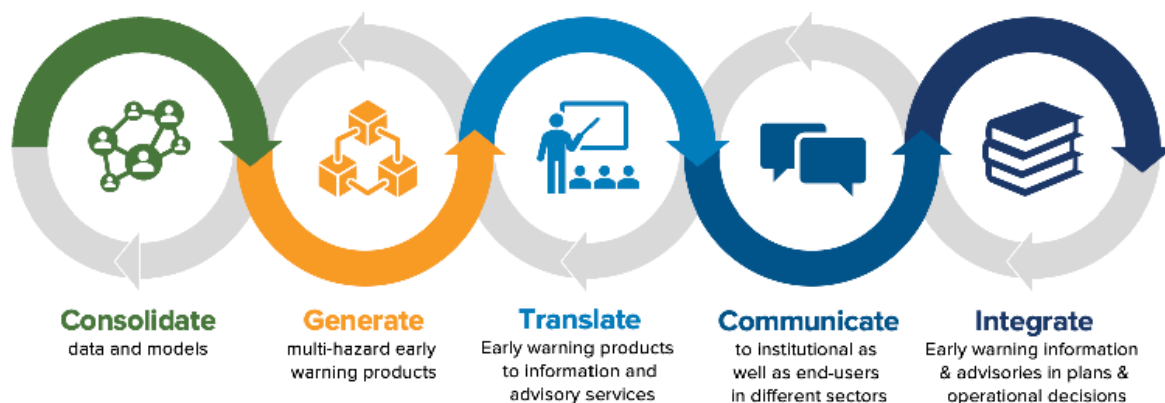 Consolidate
data and models
Generate
multi-hazard early
warning products
Translate
Early warning products
to information and
advisory services
Communicate
to institutional as
well as end-users
in different sectors
Integrate
Early warning information
& advisories in plans &
operational decisions